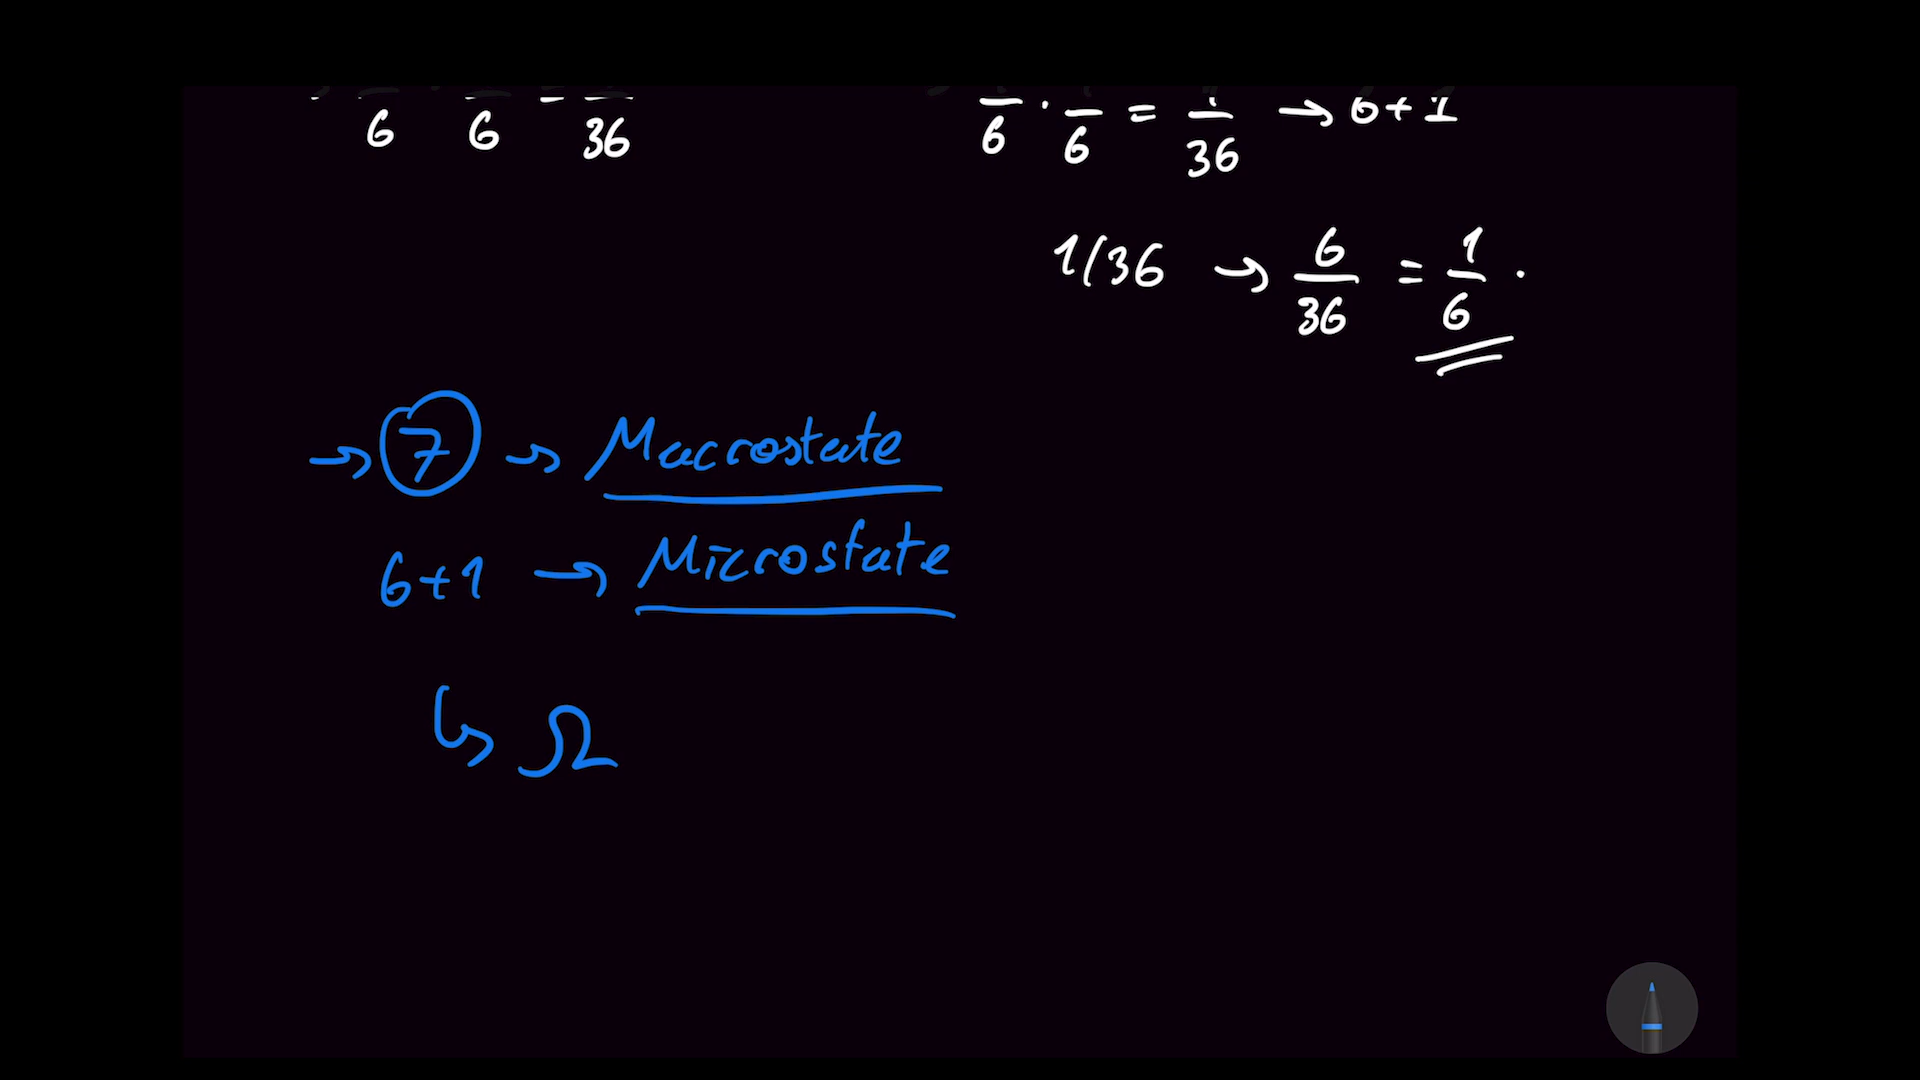 6 6 = 36
6 · 6 = 1/36 → 6+1
1/36 → 6/36 = 1/6 .
→ 7 → Macrostate
6+1 → Microstate
↳ Ω